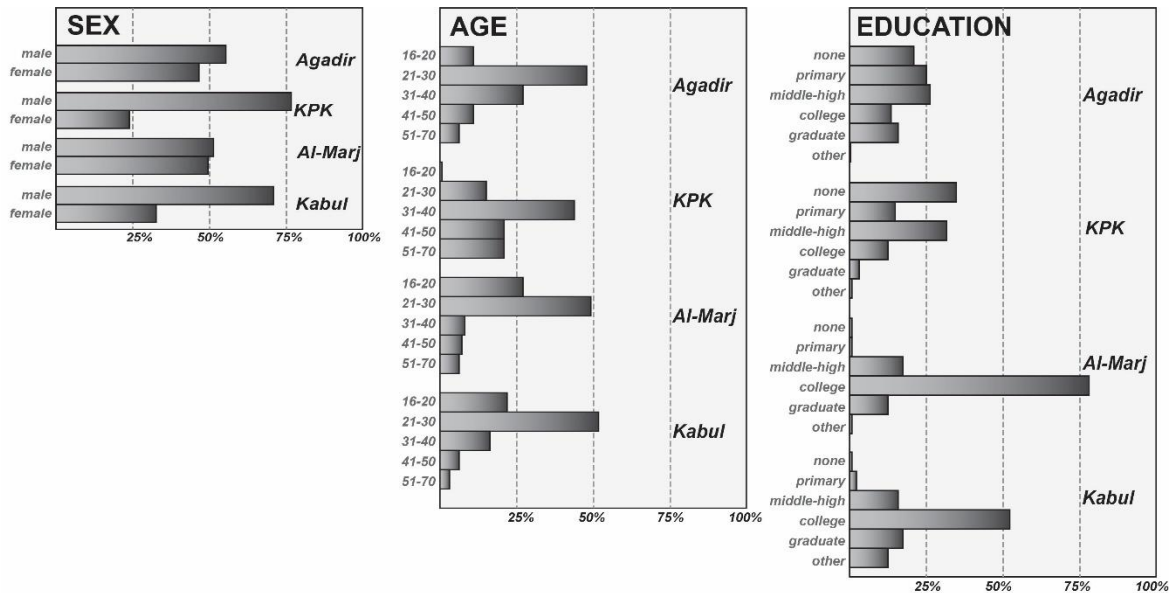 SEX
male
female
Agadir
male
female
KPK
male
female
Al-Marj
male
female
Kabul
25% 50% 75% 100%
AGE
16-20
21-30
31-40
41-50
51-70
Agadir
16-20
21-30
31-40
41-50
51-70
KPK
16-20
21-30
31-40
41-50
51-70
Al-Marj
16-20
21-30
31-40
41-50
51-70
Kabul
25% 50% 75% 100%
EDUCATION
none
primary
middle-high
college
graduate
other
Agadir
none
primary
middle-high
college
graduate
other
KPK
none
primary
middle-high
college
graduate
other
Al-Marj
none
primary
middle-high
college
graduate
other
Kabul
25% 50% 75% 100%